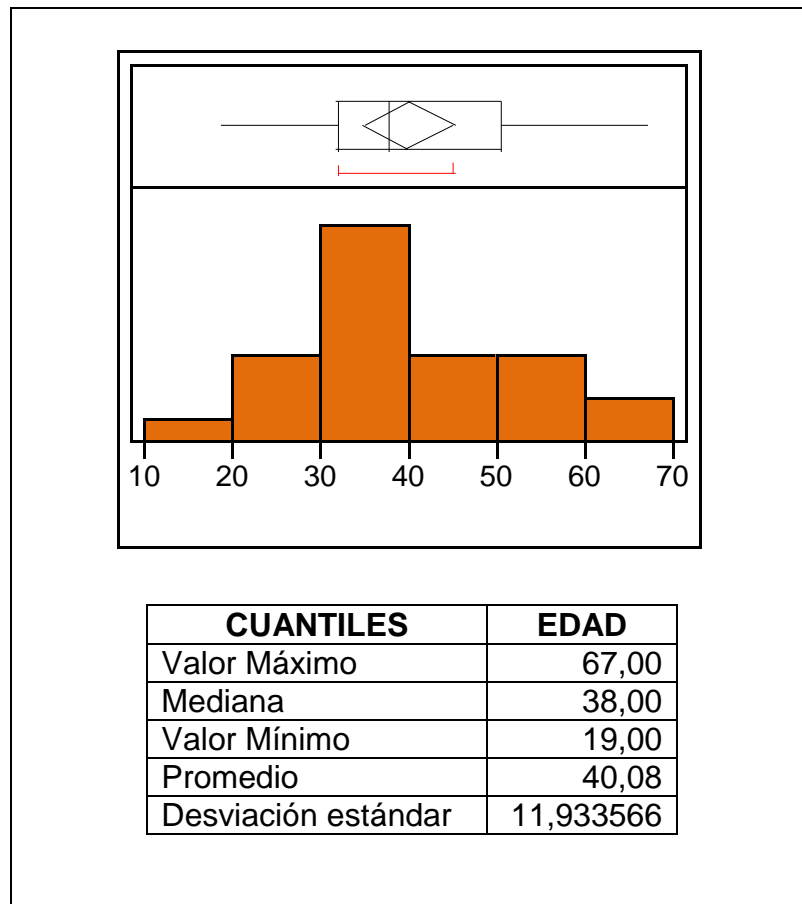 10 20 30 40 50 60 70
CUANTILES EDAD
Valor Máximo 67,00
Mediana 38,00
Valor Mínimo 19,00
Promedio 40,08
Desviación estándar 11,933566